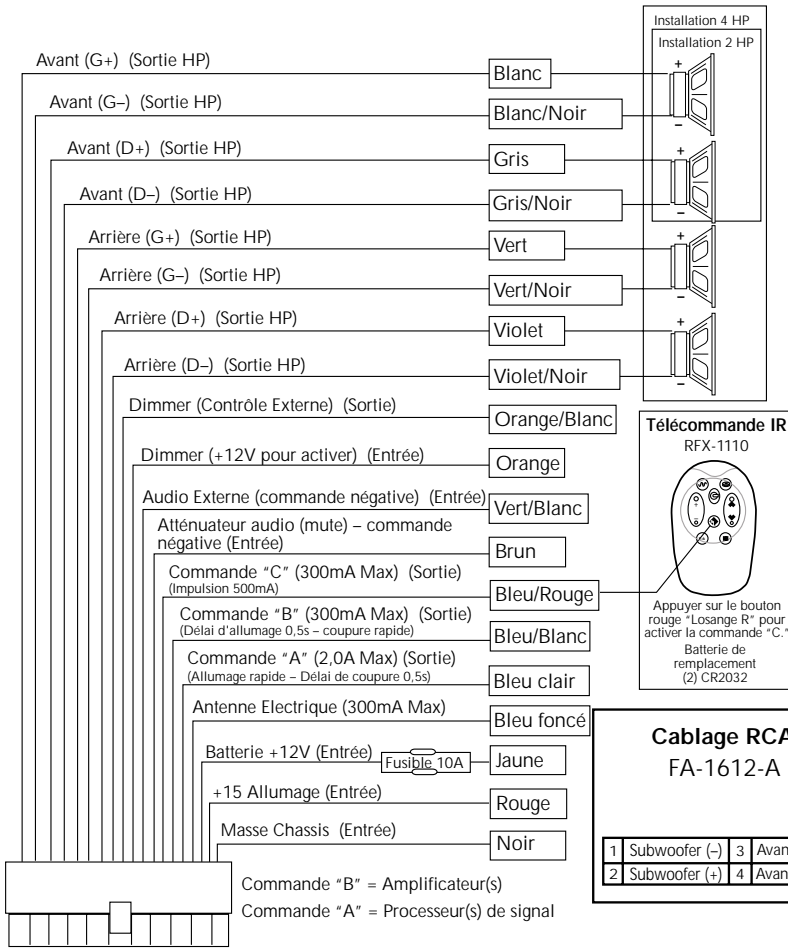 Installation 4 HP
Installation 2 HP
Avant (G+) (Sortie HP)
Blanc
+
Avant (G–) (Sortie HP)
Blanc/Noir
–
Avant (D+) (Sortie HP)
Gris
+
Avant (D–) (Sortie HP)
Gris/Noir
–
Arrière (G+) (Sortie HP)
Vert
+
Arrière (G–) (Sortie HP)
Vert/Noir
–
Arrière (D+) (Sortie HP)
Violet
+
Arrière (D–) (Sortie HP)
Violet/Noir
–
Dimmer (Contrôle Externe) (Sortie)
Orange/Blanc
Dimmer (+12V pour activer) (Entrée)
Orange
Audio Externe (commande négative) (Entrée)
Vert/Blanc
Atténuateur audio (mute) – commande
négative (Entrée)
Brun
Commande “C” (300mA Max) (Sortie)
(Impulsion 500mA)
Bleu/Rouge
Commande “B” (300mA Max) (Sortie)
(Délai d'allumage 0,5s – coupure rapide)
Bleu/Blanc
Commande “A” (2,0A Max) (Sortie)
(Allumage rapide – Délai de coupure 0,5s)
Bleu clair
Antenne Electrique (300mA Max)
Bleu foncé
Batterie +12V (Entrée)
Fusible 10A
Jaune
+15 Allumage (Entrée)
Rouge
Masse Chassis (Entrée)
Noir
Commande “B” = Amplificateur(s)
Commande “A” = Processeur(s) de signal
Télécommande IR
RFX-1110
Appuyer sur le bouton
rouge “Losange R” pour
activer la commande “C.”
Batterie de
remplacement
(2) CR2032
Cablage RCA
FA-1612-A
1 Subwoofer (–) 3 Avan
2 Subwoofer (+) 4 Avan